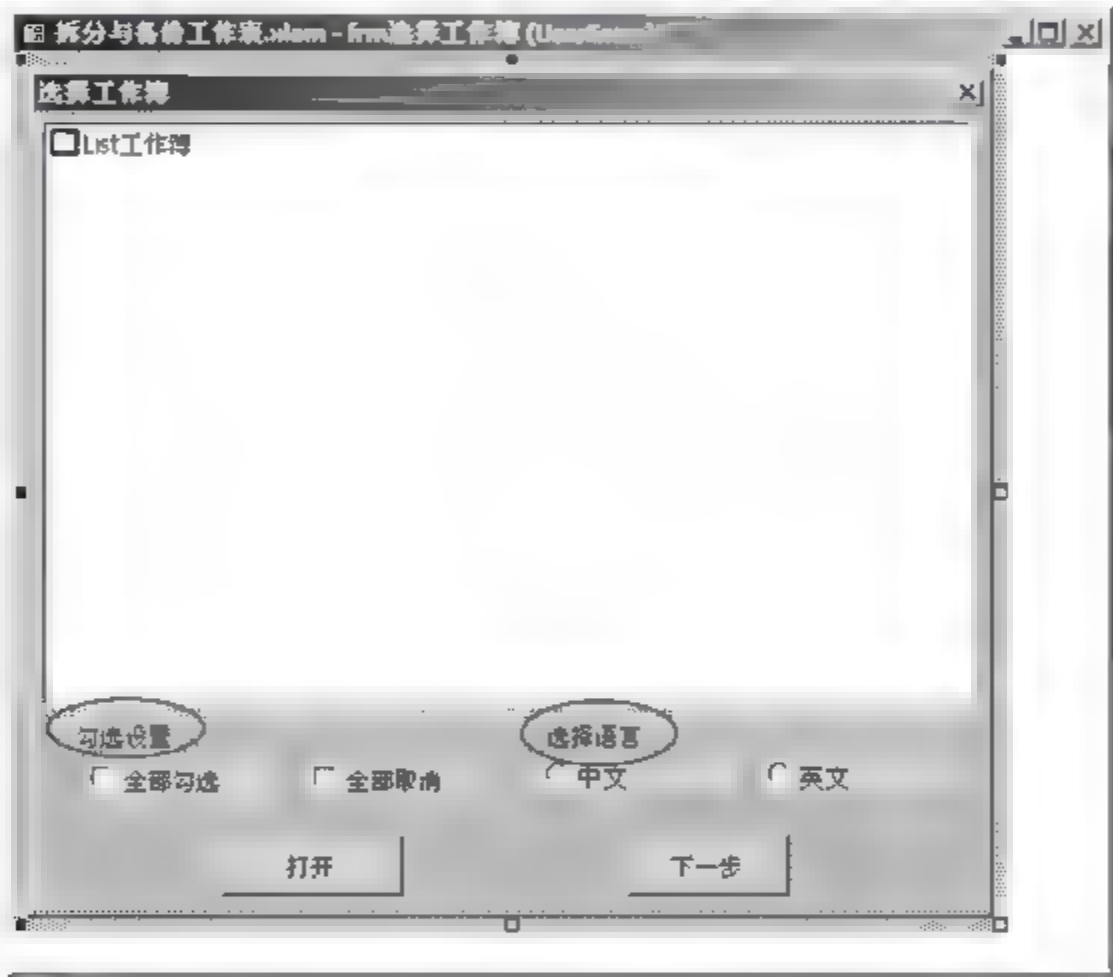 拆分与备份工作表.xlsm - frm选择工作簿 (UserForm)
选择工作簿
List工作簿
勾选设置
选择语言
全部勾选
全部取消
中文
英文
打开
下一步